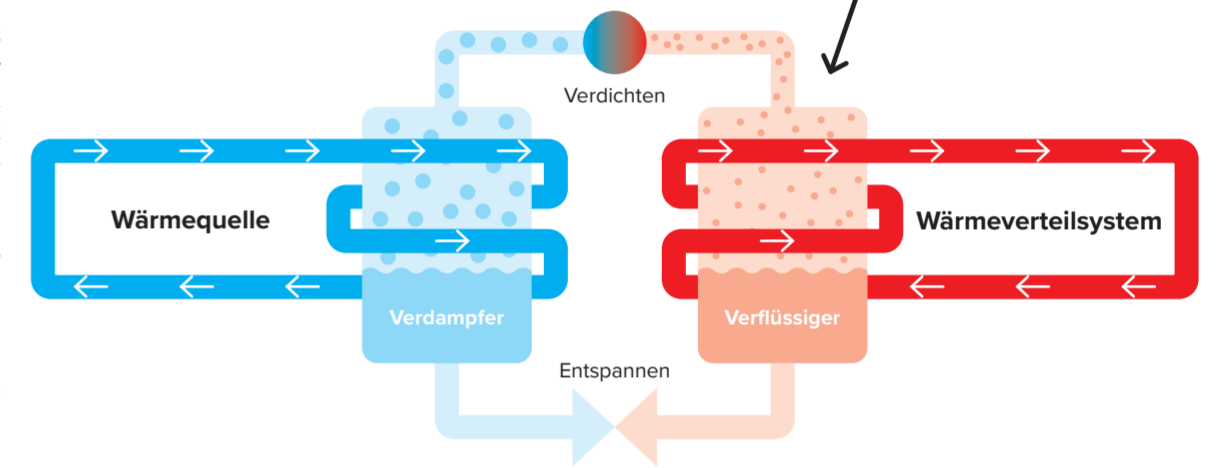 Verdichten
Wärmequelle
Wärmeverteilsystem
Verdampfer
Verflüssiger
Entspannen